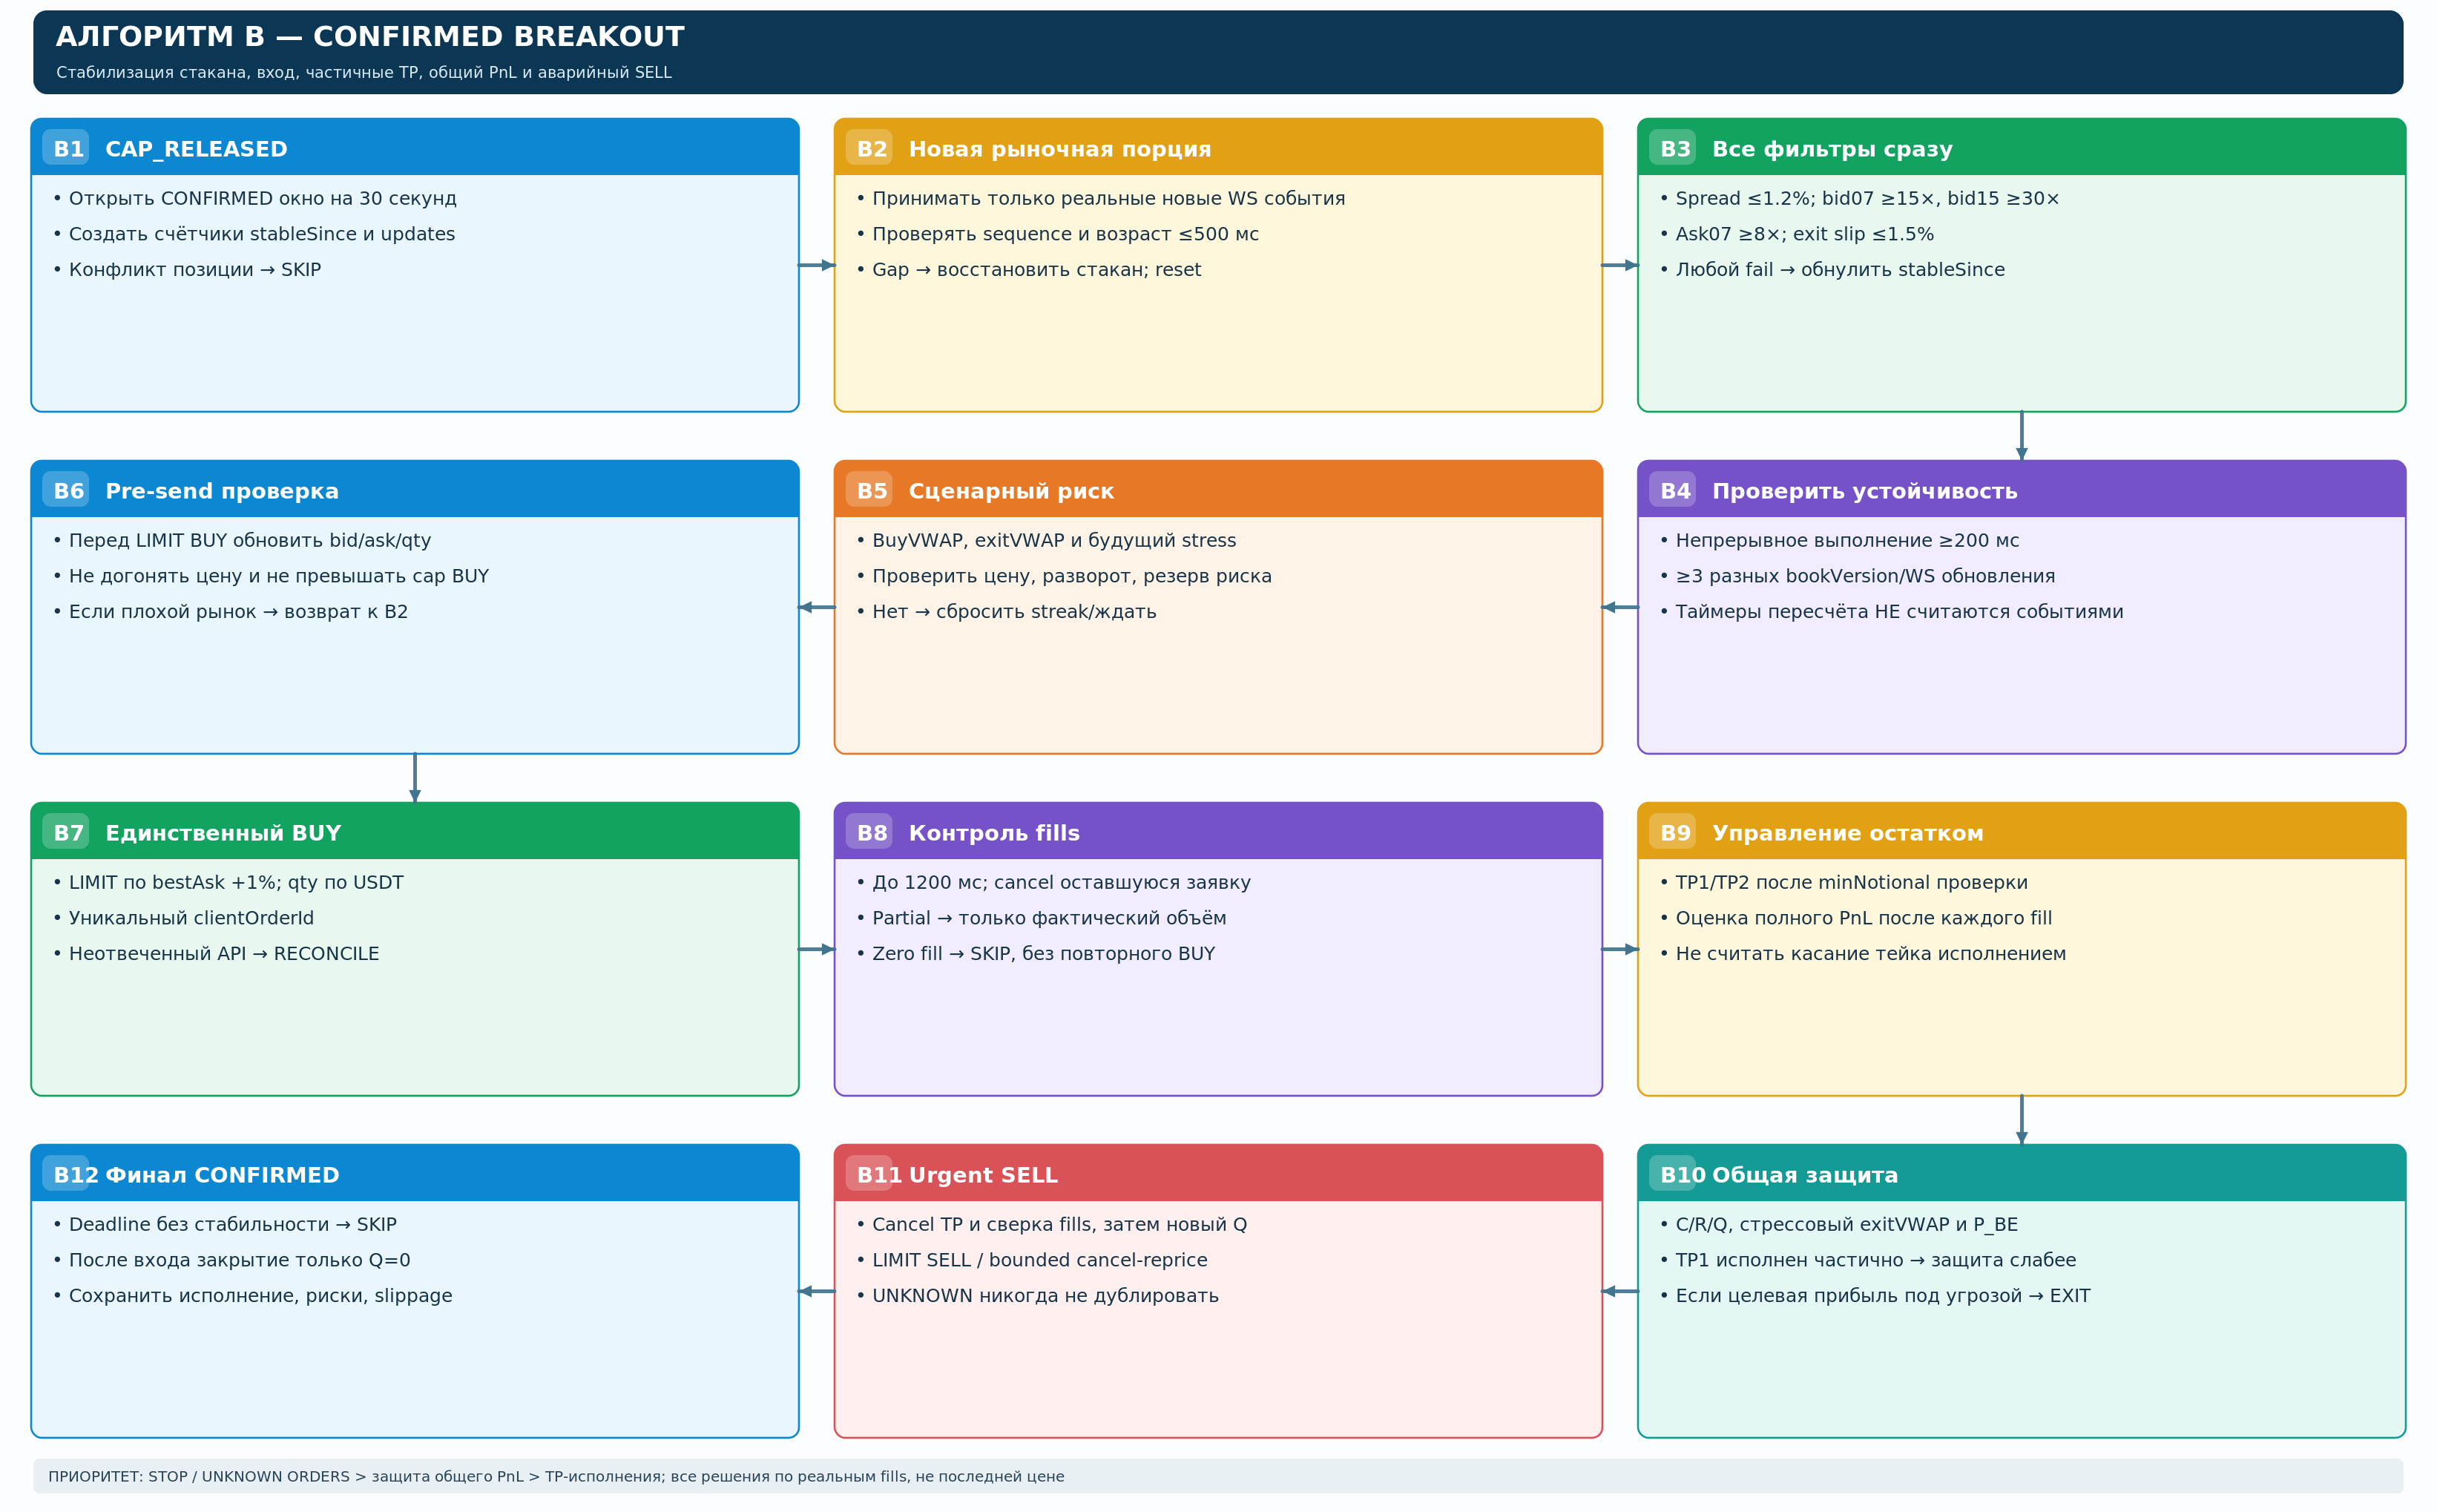 АЛГОРИТМ B — CONFIRMED BREAKOUT
Стабилизация стакана, вход, частичные TP, общий PnL и аварийный SELL
B1 CAP_RELEASED
• Открыть CONFIRMED окно на 30 секунд
• Создать счётчики stableSince и updates
• Конфликт позиции → SKIP
B2 Новая рыночная порция
• Принимать только реальные новые WS события
• Проверять sequence и возраст ≤500 мс
• Gap → восстановить стакан; reset
B3 Все фильтры сразу
• Spread ≤1.2%; bid07 ≥15×, bid15 ≥30×
• Ask07 ≥8×; exit slip ≤1.5%
• Любой fail → обнулить stableSince
B4 Проверить устойчивость
• Непрерывное выполнение ≥200 мс
• ≥3 разных bookVersion/WS обновления
• Таймеры пересчёта НЕ считаются событиями
B5 Сценарный риск
• BuyVWAP, exitVWAP и будущий stress
• Проверить цену, разворот, резерв риска
• Нет → сбросить streak/ждать
B6 Pre-send проверка
• Перед LIMIT BUY обновить bid/ask/qty
• Не догонять цену и не превышать cap BUY
• Если плохой рынок → возврат к B2
B7 Единственный BUY
• LIMIT по bestAsk +1%; qty по USDT
• Уникальный clientOrderId
• Неотвеченный API → RECONCILE
B8 Контроль fills
• До 1200 мс; cancel оставшуюся заявку
• Partial → только фактический объём
• Zero fill → SKIP, без повторного BUY
B9 Управление остатком
• TP1/TP2 после minNotional проверки
• Оценка полного PnL после каждого fill
• Не считать касание тейка исполнением
B10 Общая защита
• C/R/Q, стрессовый exitVWAP и P_BE
• TP1 исполнен частично → защита слабее
• Если целевая прибыль под угрозой → EXIT
B11 Urgent SELL
• Cancel TP и сверка fills, затем новый Q
• LIMIT SELL / bounded cancel-reprice
• UNKNOWN никогда не дублировать
B12 Финал CONFIRMED
• Deadline без стабильности → SKIP
• После входа закрытие только Q=0
• Сохранить исполнение, риски, slippage
ПРИОРИТЕТ: STOP / UNKNOWN ORDERS > защита общего PnL > TP-исполнения; все решения по реальным fills, не последней цене